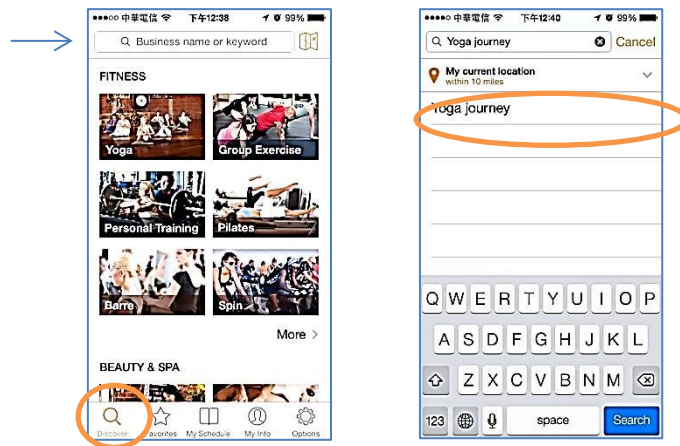 中華電信 下午12:38 99%
Business name or keyword
FITNESS
Yoga Group Exercise
Personal Training Pilates
Barre Spin
More >
BEAUTY & SPA
Discover Favorites My Schedule My Info Options
中華電信 下午12:40 99%
Yoga journey Cancel
My current location
within 10 miles
Yoga journey
Q W E R T Y U I O P
A S D F G H J K L
Z X C V B N M
123 space Search